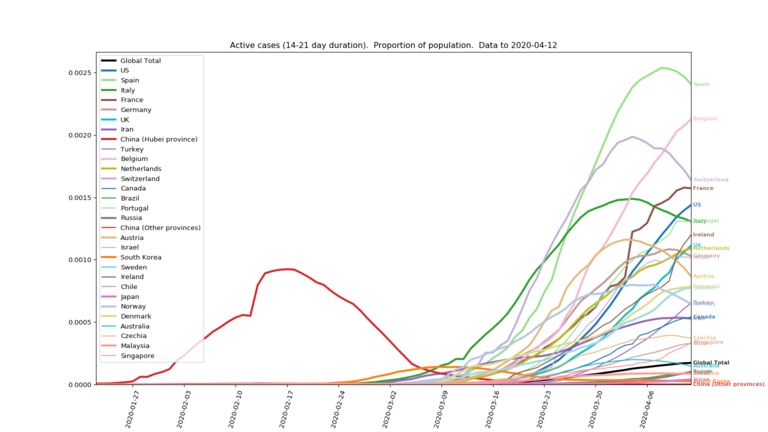 Active cases (14-21 day duration).  Proportion of population.  Data to 2020-04-12
Global Total
US
Spain
Italy
France
Germany
UK
Iran
China (Hubei province)
Turkey
Belgium
Netherlands
Switzerland
Canada
Brazil
Portugal
Russia
China (Other provinces)
Austria
Israel
South Korea
Sweden
Ireland
Chile
Japan
Norway
Denmark
Australia
Czechia
Malaysia
Singapore
0.0025
0.0020
0.0015
0.0010
0.0005
0.0000
Spain
Belgium
Switzerland
France
US
Ireland
UK
Netherlands
Germany
Austria
Turkey
Canada
Czechia
Global Total
Australia
China (Other provinces)
2020-01-27
2020-02-03
2020-02-10
2020-02-17
2020-02-24
2020-03-02
2020-03-09
2020-03-16
2020-03-23
2020-03-30
2020-04-06